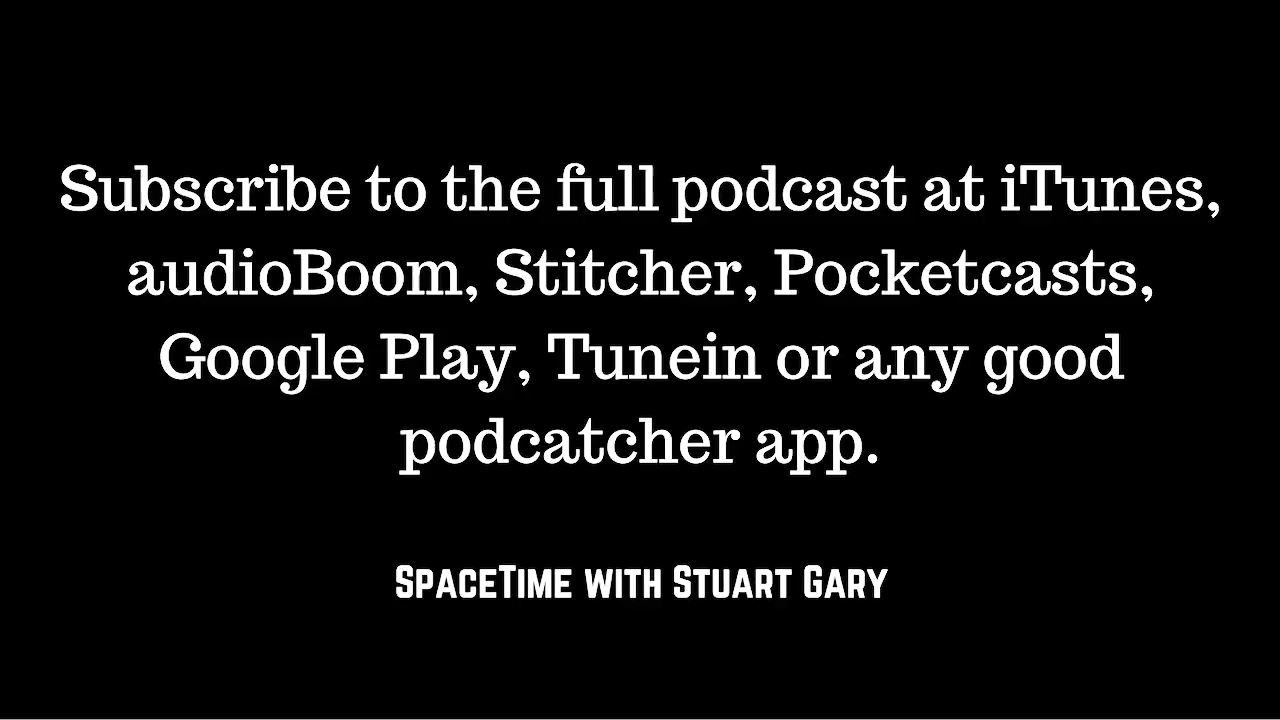 Subscribe to the full podcast at iTunes,
audioBoom, Stitcher, Pocketcasts,
Google Play, Tunein or any good
podcatcher app.
SpaceTime with Stuart Gary